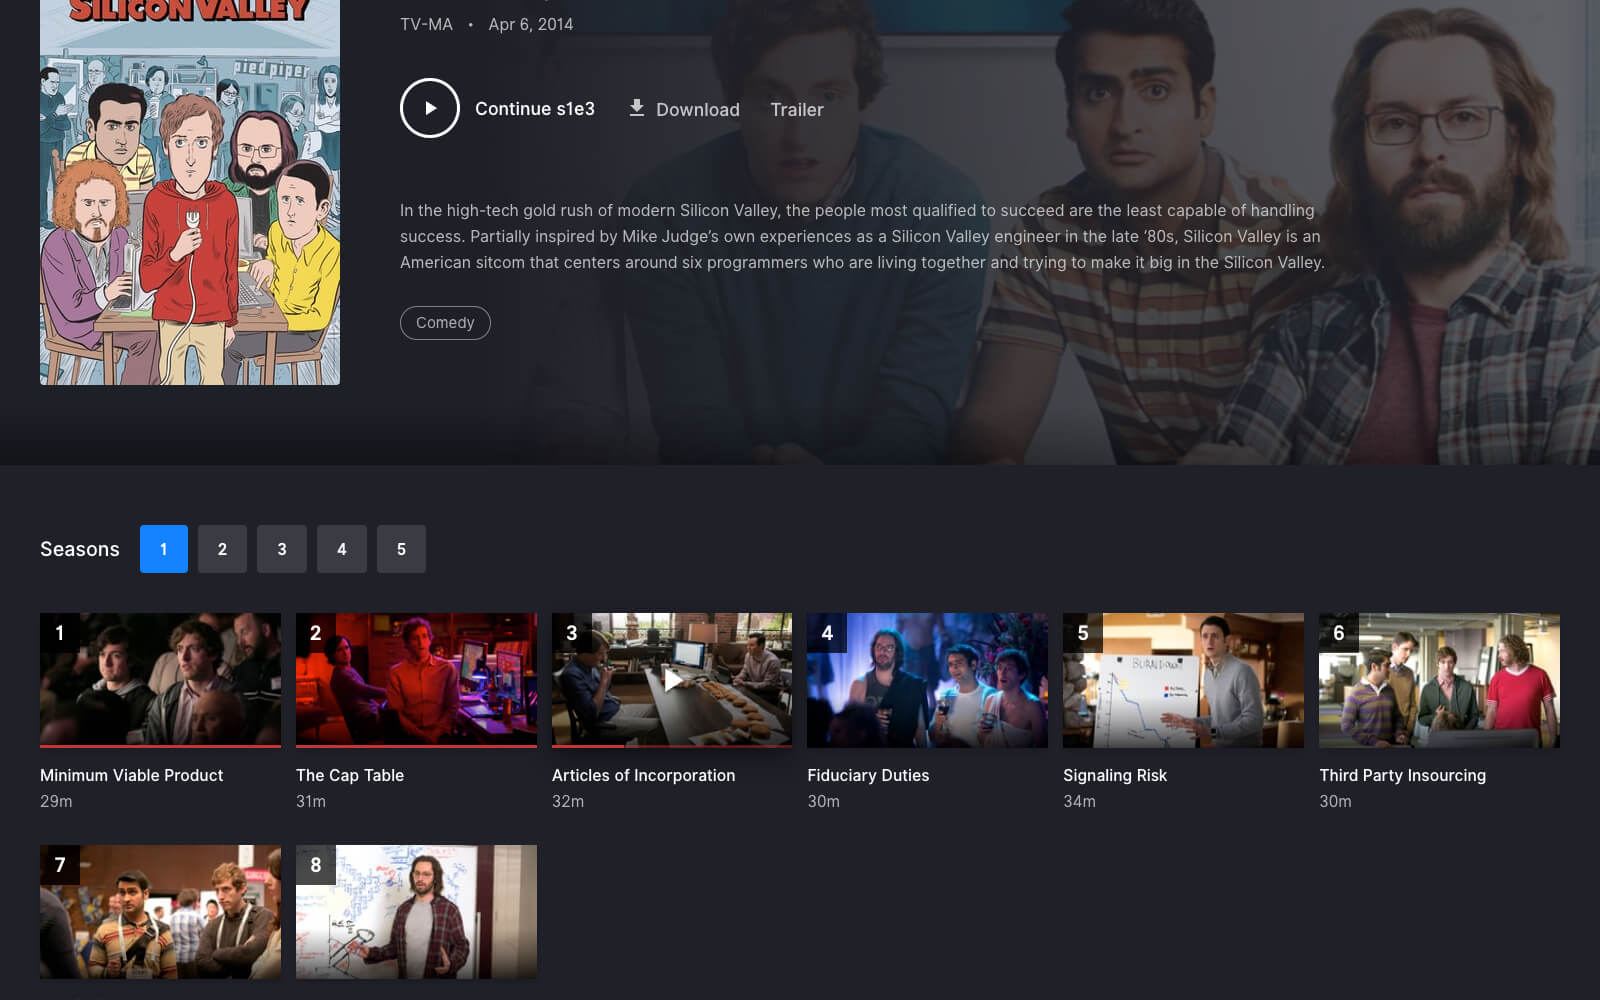 SILICON VALLEY
pied piper
TV-MA • Apr 6, 2014
Continue s1e3 Download Trailer
In the high-tech gold rush of modern Silicon Valley, the people most qualified to succeed are the least capable of handling
success. Partially inspired by Mike Judge’s own experiences as a Silicon Valley engineer in the late ‘80s, Silicon Valley is an
American sitcom that centers around six programmers who are living together and trying to make it big in the Silicon Valley.
Comedy
Seasons 1 2 3 4 5
1 2 3 4 5 6
BURNDOWN
Minimum Viable Product The Cap Table Articles of Incorporation Fiduciary Duties Signaling Risk Third Party Insourcing
29m 31m 32m 30m 34m 30m
7 8